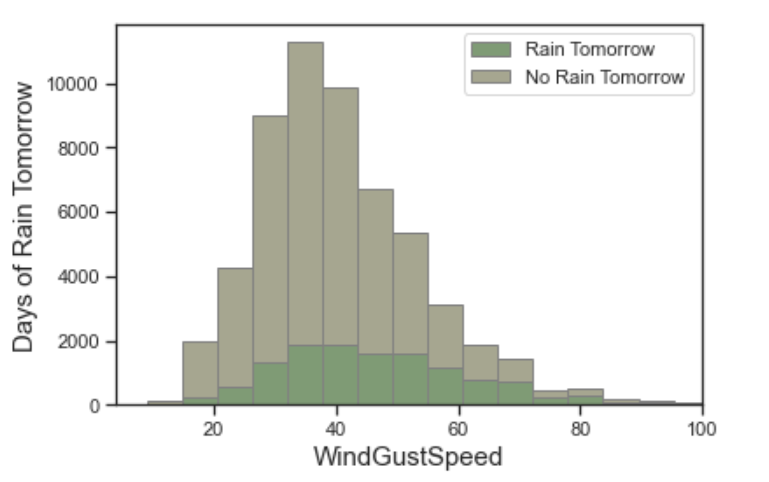 Rain Tomorrow
No Rain Tomorrow
Days of Rain Tomorrow
10000
8000
6000
4000
2000
0
20 40 60 80 100
WindGustSpeed